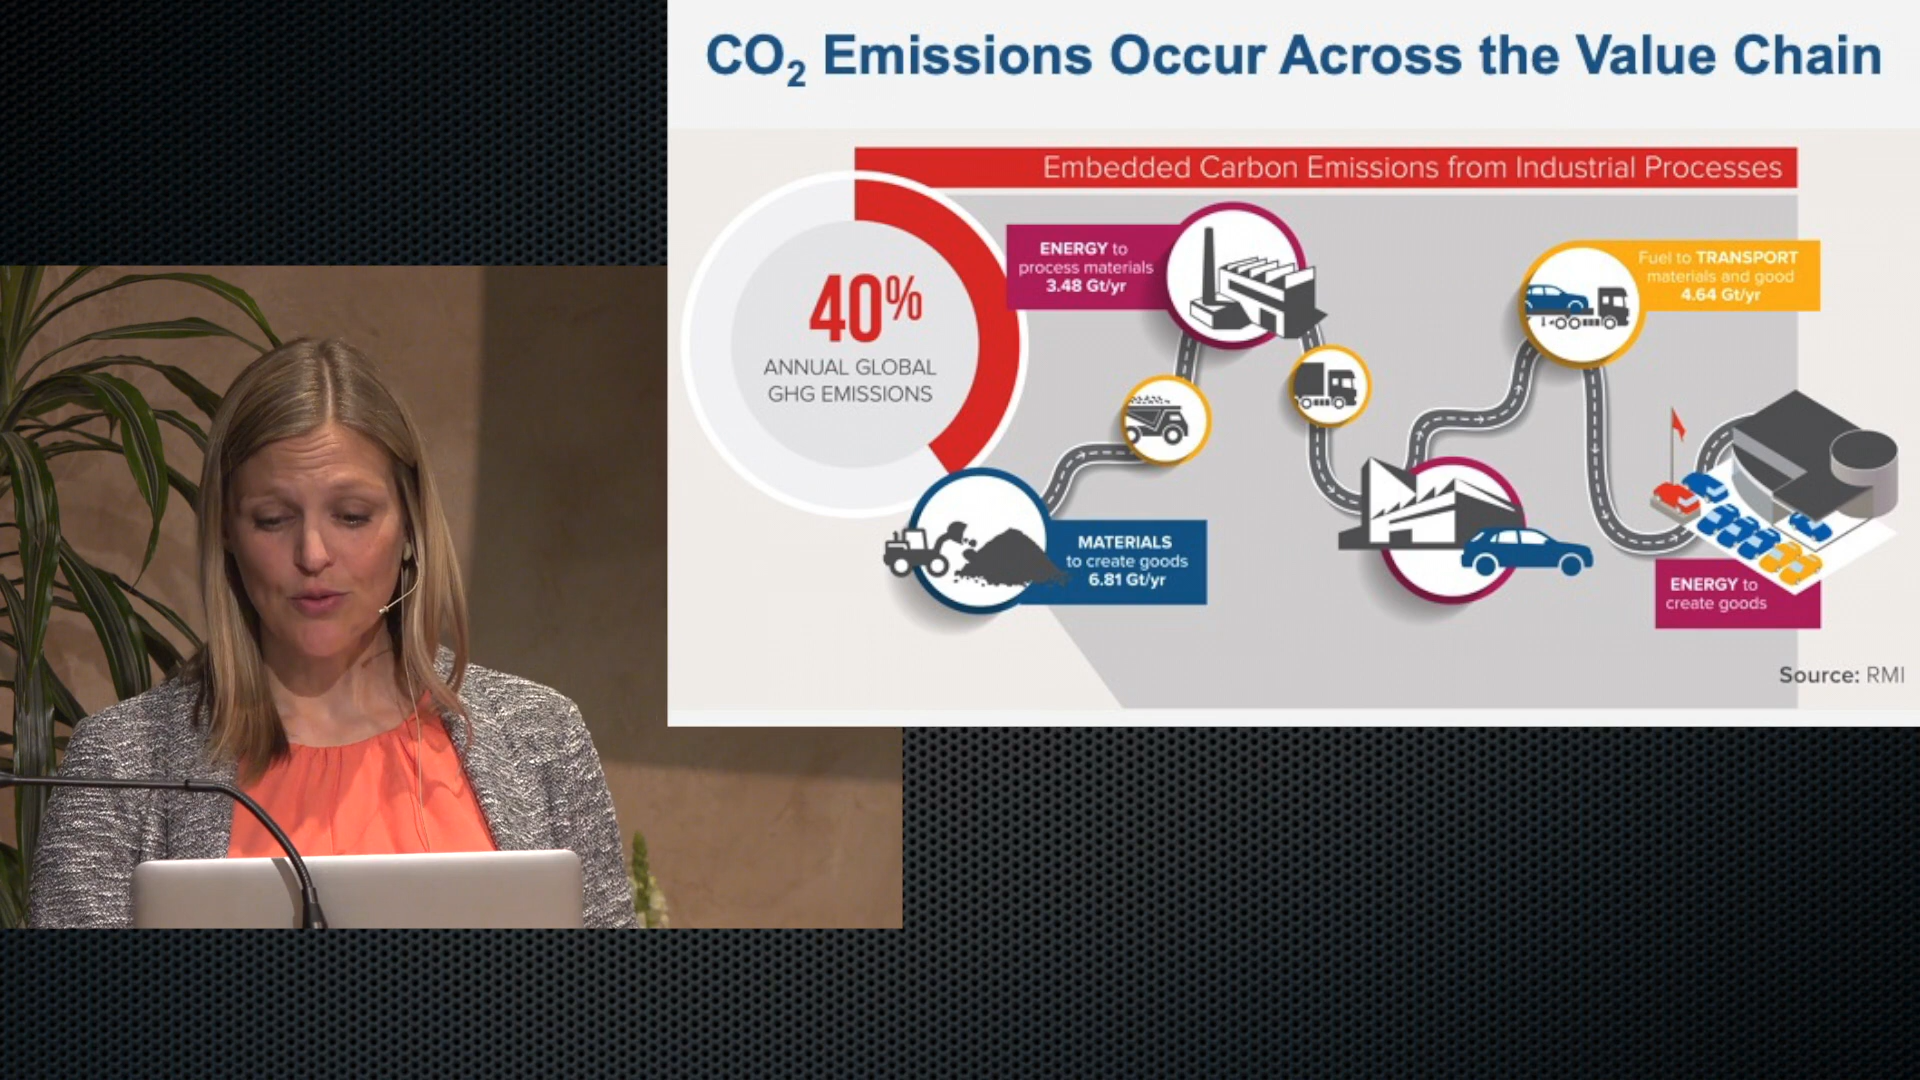 CO₂ Emissions Occur Across the Value Chain
Embedded Carbon Emissions from Industrial Processes
40%
ANNUAL GLOBAL
GHG EMISSIONS
ENERGY to
process materials
3.48 Gt/yr
Fuel to TRANSPORT
materials and good
4.64 Gt/yr
MATERIALS
to create goods
6.81 Gt/yr
ENERGY to
create goods
Source: RMI